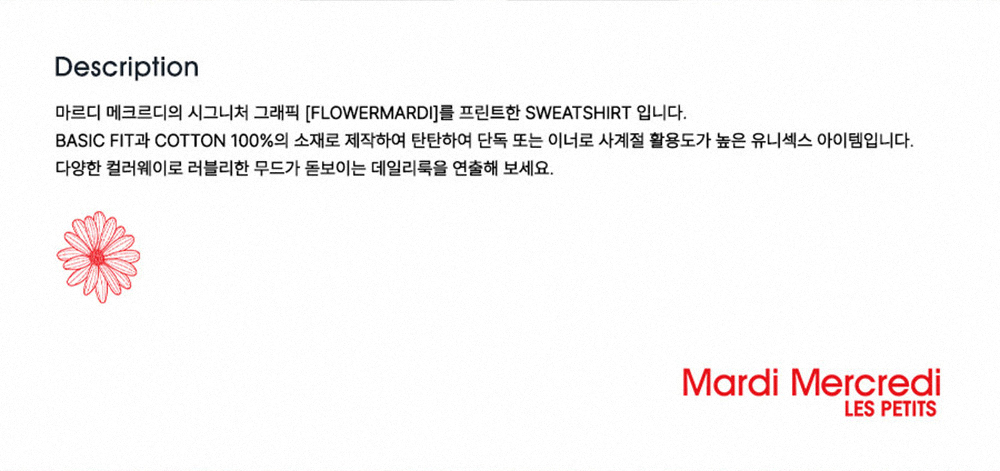 Description
마르디 메크르디의 시그니처 그래픽 [FLOWERMARDI]를 프린트한 SWEATSHIRT 입니다.
BASIC FIT과 COTTON 100%의 소재로 제작하여 탄탄하여 단독 또는 이너로 사계절 활용도가 높은 유니섹스 아이템입니다.
다양한 컬러웨이로 러블리한 무드가 돋보이는 데일리룩을 연출해 보세요.
Mardi Mercredi
LES PETITS